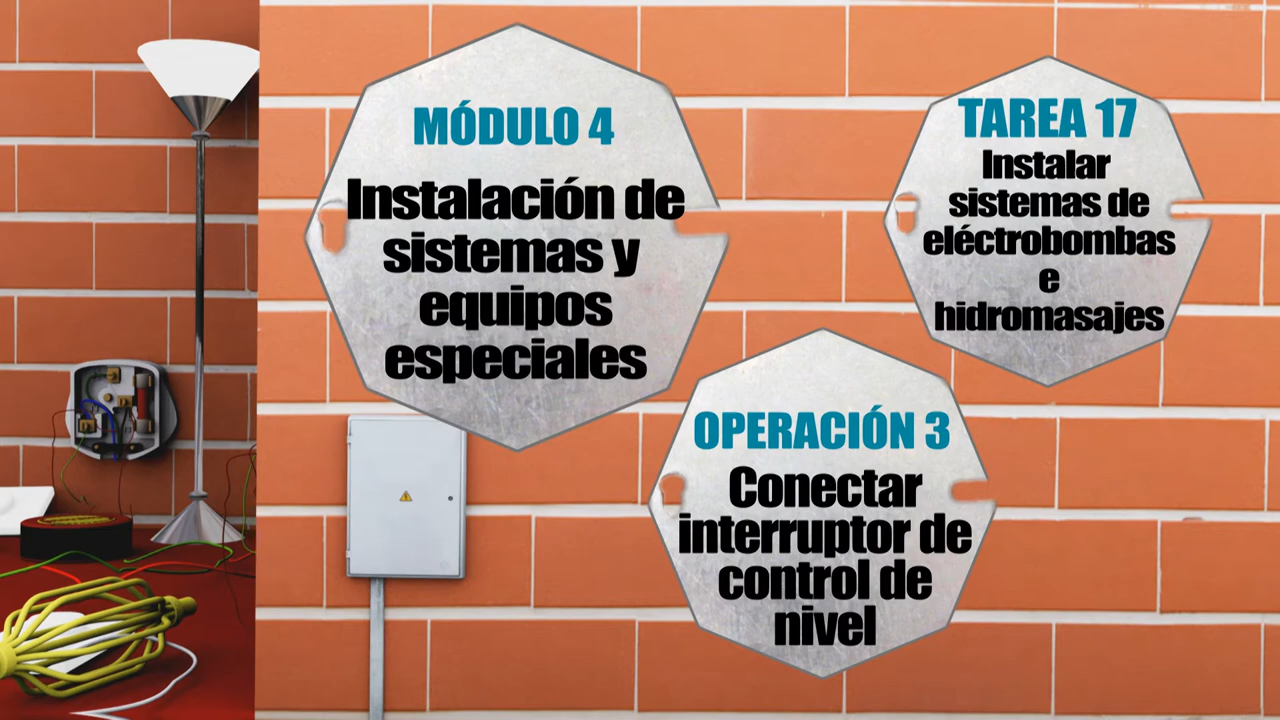 MÓDULO 4
Instalación de
sistemas y
equipos
especiales
TAREA 17
Instalar
sistemas de
eléctrobombas
e
hidromasajes
OPERACIÓN 3
Conectar
interruptor de
control de
nivel